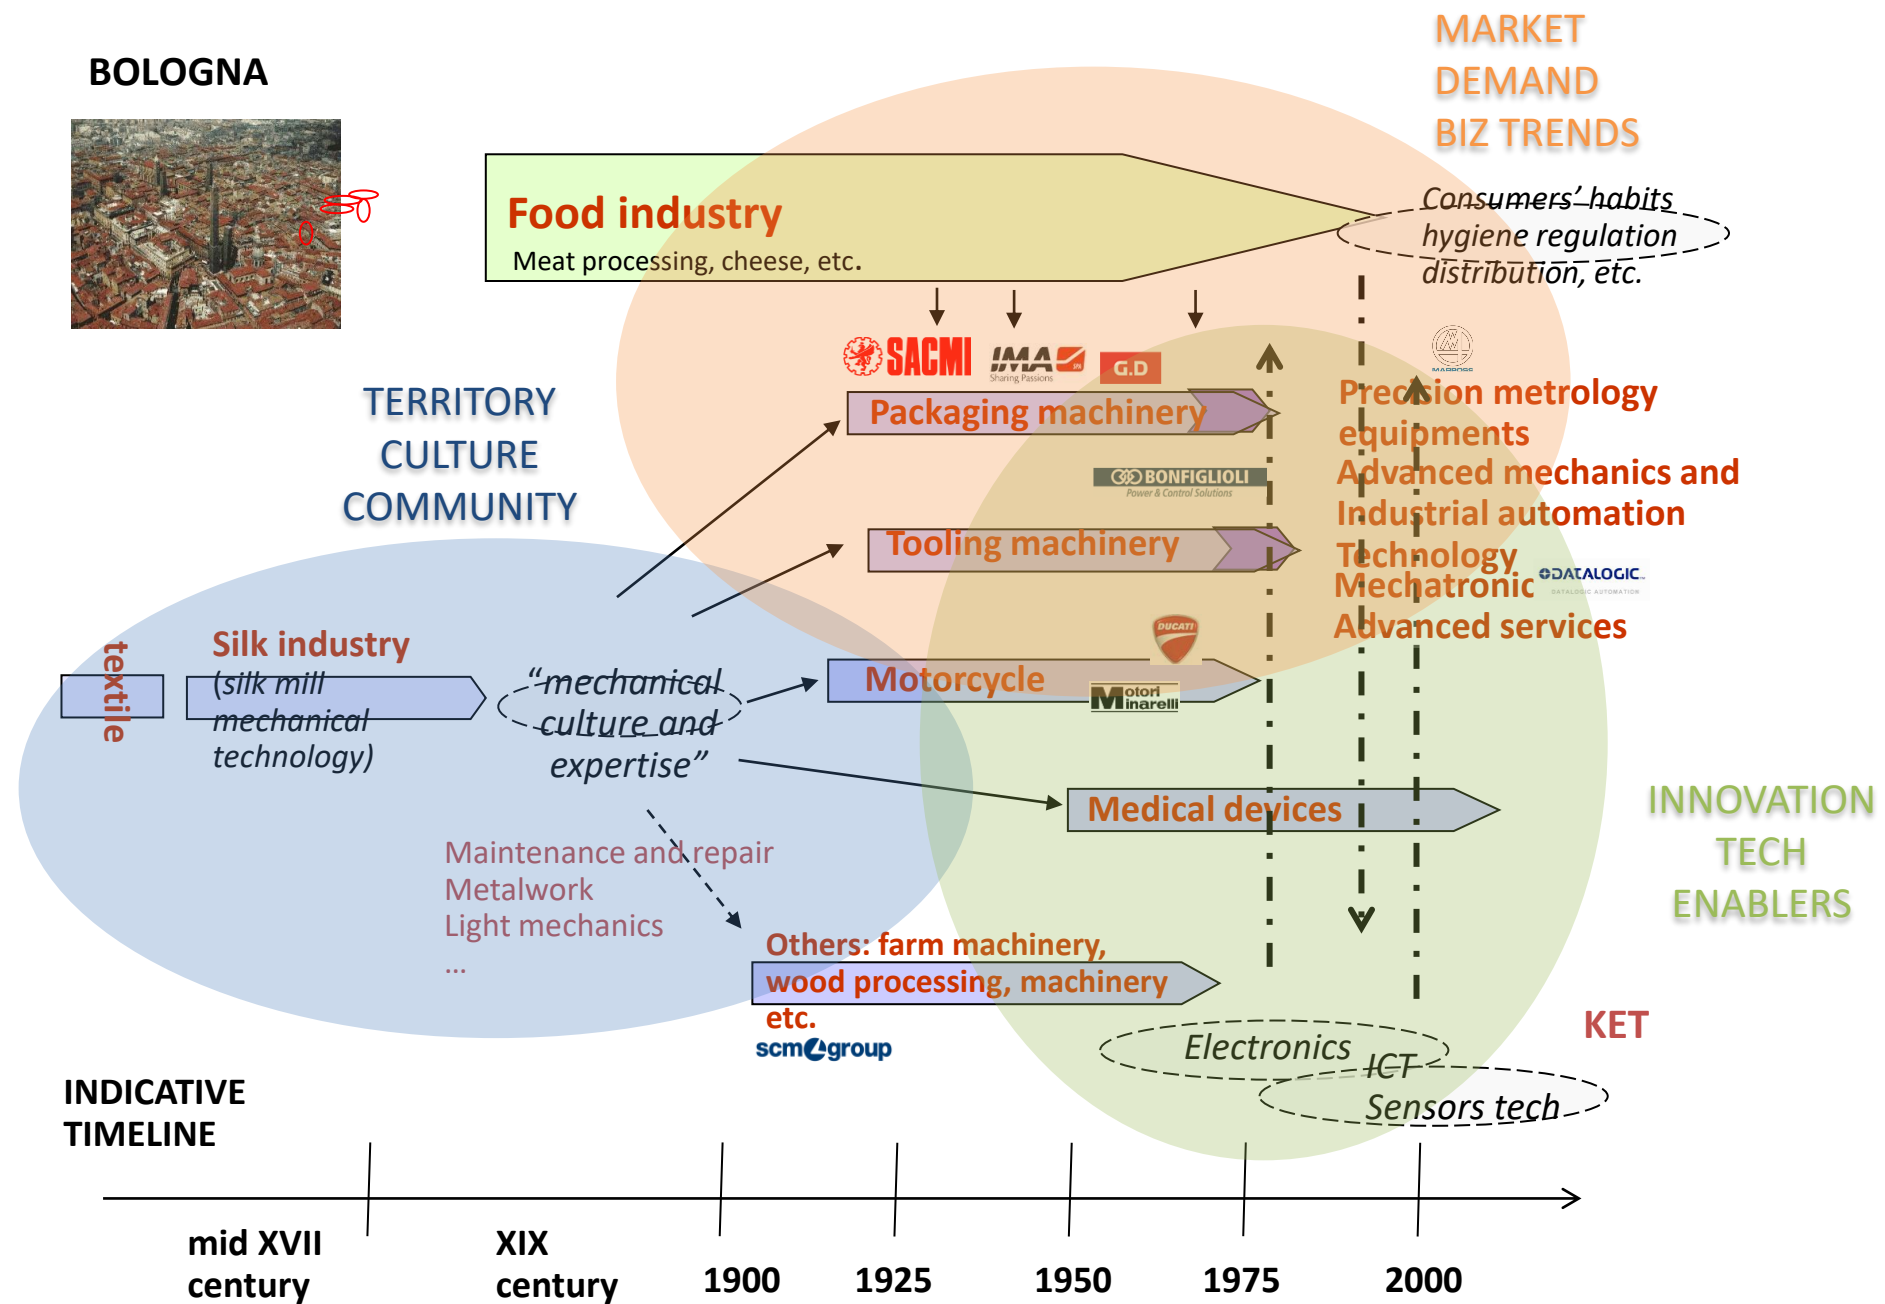 BOLOGNA
MARKET
DEMAND
BIZ TRENDS
Food industry
Meat processing, cheese, etc.
Consumers’ habits
hygiene regulation
distribution, etc.
SACMI
IMA
Sharing Passions
G.D
MARPOSS
TERRITORY
CULTURE
COMMUNITY
Packaging machinery
Precision metrology
equipments
BONFIGLIOLI
Power & Control Solutions
Advanced mechanics and
Industrial automation
Tooling machinery
Technology
Mechatronic
DATALOGIC
DATALOGIC AUTOMATION
Advanced services
DUCATI
textile
Silk industry
(silk mill
mechanical
technology)
“mechanical
culture and
expertise”
Motorcycle
Motori
Minarelli
Medical devices
INNOVATION
TECH
ENABLERS
Maintenance and repair
Metalwork
Light mechanics
...
Others: farm machinery,
wood processing, machinery
etc.
scm group
KET
Electronics
ICT
Sensors tech
INDICATIVE
TIMELINE
mid XVII
century
XIX
century
1900
1925
1950
1975
2000